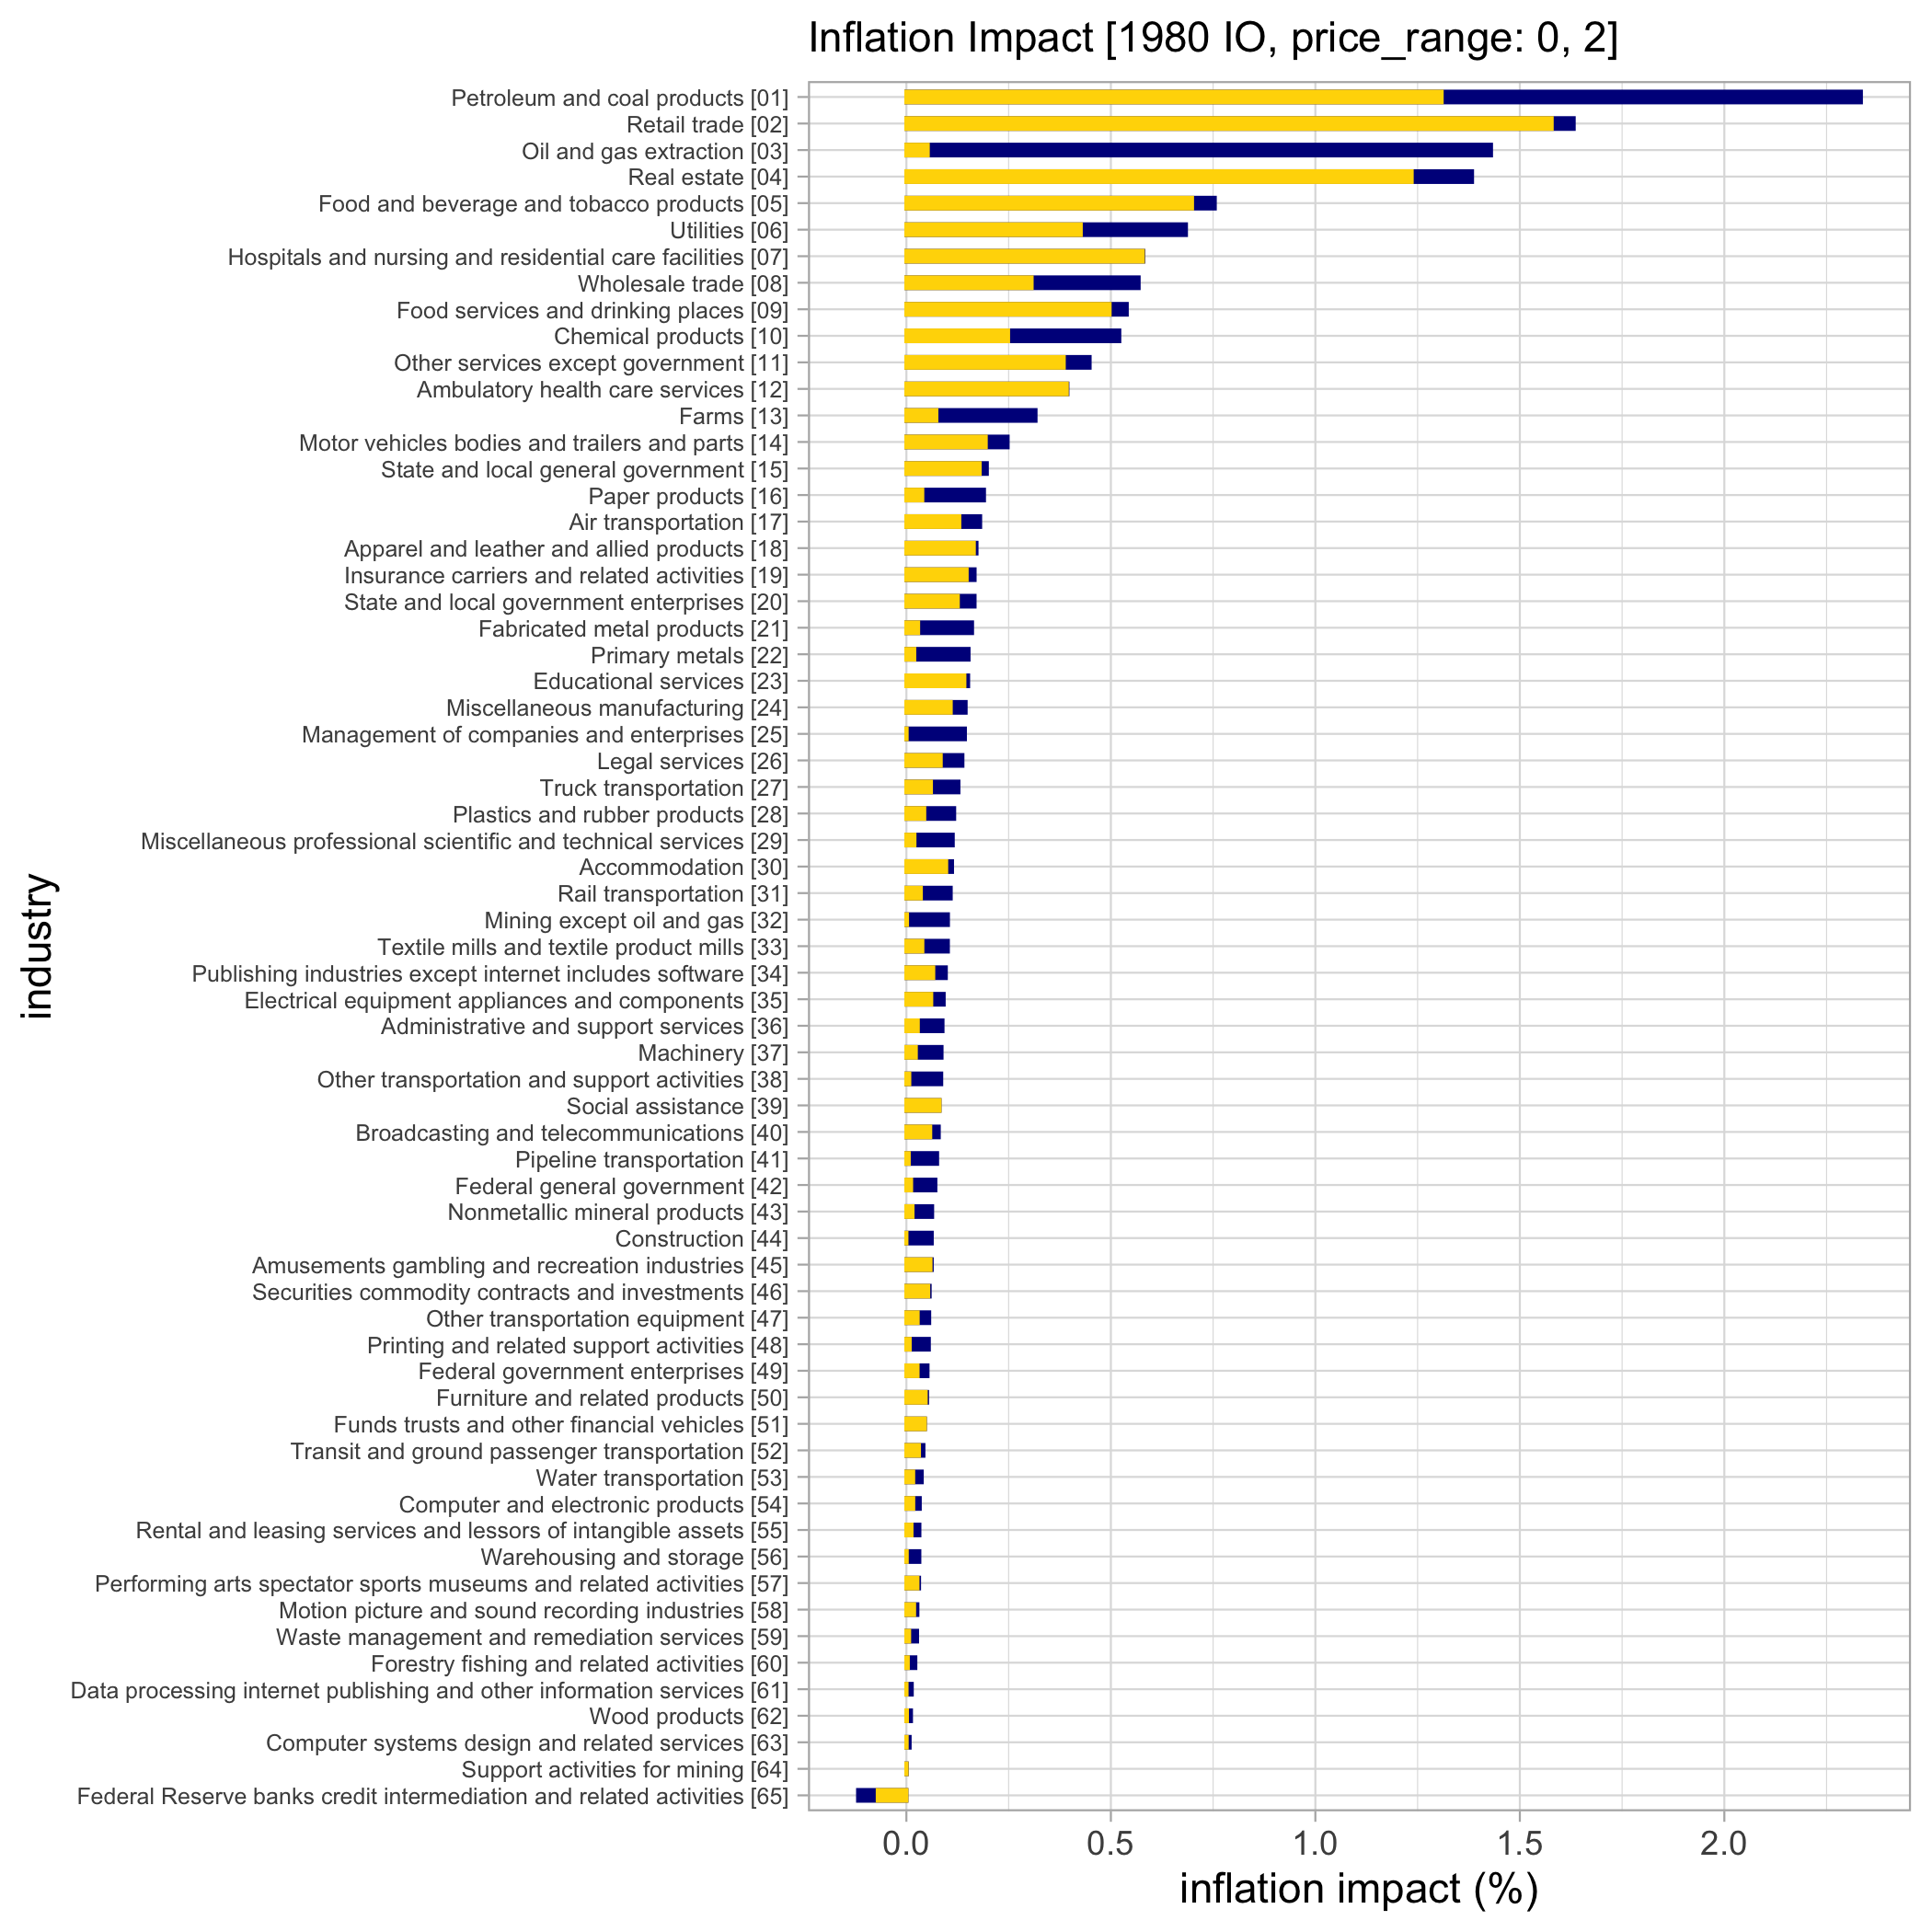 Inflation Impact [1980 IO, price_range: 0, 2]
Petroleum and coal products [01]
Retail trade [02]
Oil and gas extraction [03]
Real estate [04]
Food and beverage and tobacco products [05]
Utilities [06]
Hospitals and nursing and residential care facilities [07]
Wholesale trade [08]
Food services and drinking places [09]
Chemical products [10]
Other services except government [11]
Ambulatory health care services [12]
Farms [13]
Motor vehicles bodies and trailers and parts [14]
State and local general government [15]
Paper products [16]
Air transportation [17]
Apparel and leather and allied products [18]
Insurance carriers and related activities [19]
State and local government enterprises [20]
Fabricated metal products [21]
Primary metals [22]
Educational services [23]
Miscellaneous manufacturing [24]
Management of companies and enterprises [25]
Legal services [26]
Truck transportation [27]
Plastics and rubber products [28]
Miscellaneous professional scientific and technical services [29]
Accommodation [30]
Rail transportation [31]
Mining except oil and gas [32]
Textile mills and textile product mills [33]
Publishing industries except internet includes software [34]
Electrical equipment appliances and components [35]
Administrative and support services [36]
Machinery [37]
Other transportation and support activities [38]
Social assistance [39]
Broadcasting and telecommunications [40]
Pipeline transportation [41]
Federal general government [42]
Nonmetallic mineral products [43]
Construction [44]
Amusements gambling and recreation industries [45]
Securities commodity contracts and investments [46]
Other transportation equipment [47]
Printing and related support activities [48]
Federal government enterprises [49]
Furniture and related products [50]
Funds trusts and other financial vehicles [51]
Transit and ground passenger transportation [52]
Water transportation [53]
Computer and electronic products [54]
Rental and leasing services and lessors of intangible assets [55]
Warehousing and storage [56]
Performing arts spectator sports museums and related activities [57]
Motion picture and sound recording industries [58]
Waste management and remediation services [59]
Forestry fishing and related activities [60]
Data processing internet publishing and other information services [61]
Wood products [62]
Computer systems design and related services [63]
Support activities for mining [64]
Federal Reserve banks credit intermediation and related activities [65]
industry
0.0 0.5 1.0 1.5 2.0
inflation impact (%)